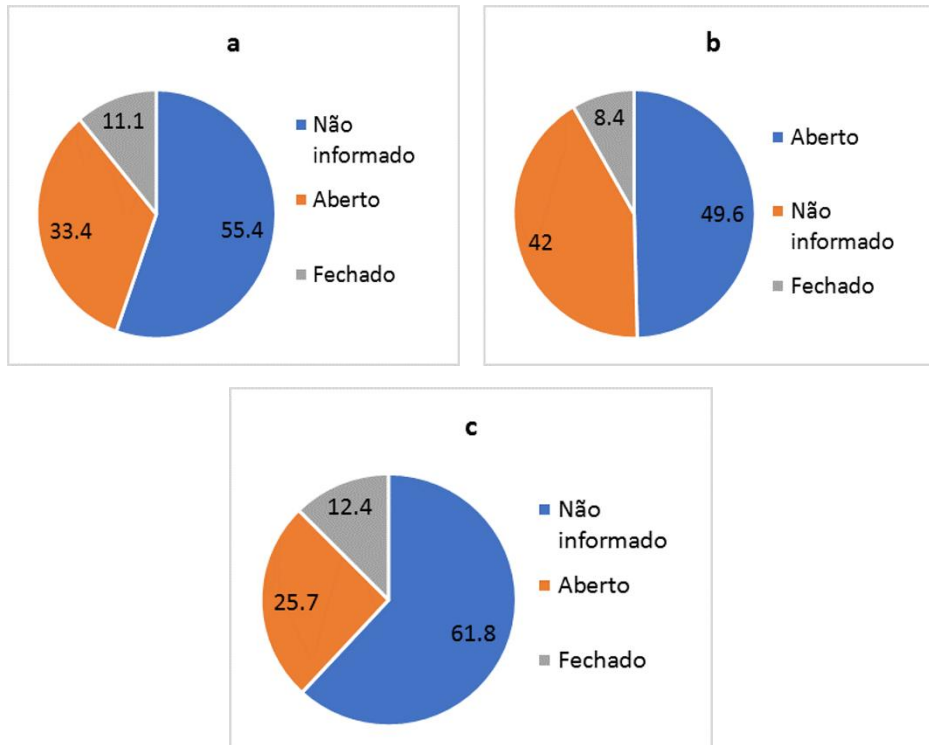 a
11.1
33.4
55.4
Não
informado
Aberto
Fechado
b
8.4
42
49.6
Aberto
Não
informado
Fechado
c
12.4
25.7
61.8
Não
informado
Aberto
Fechado